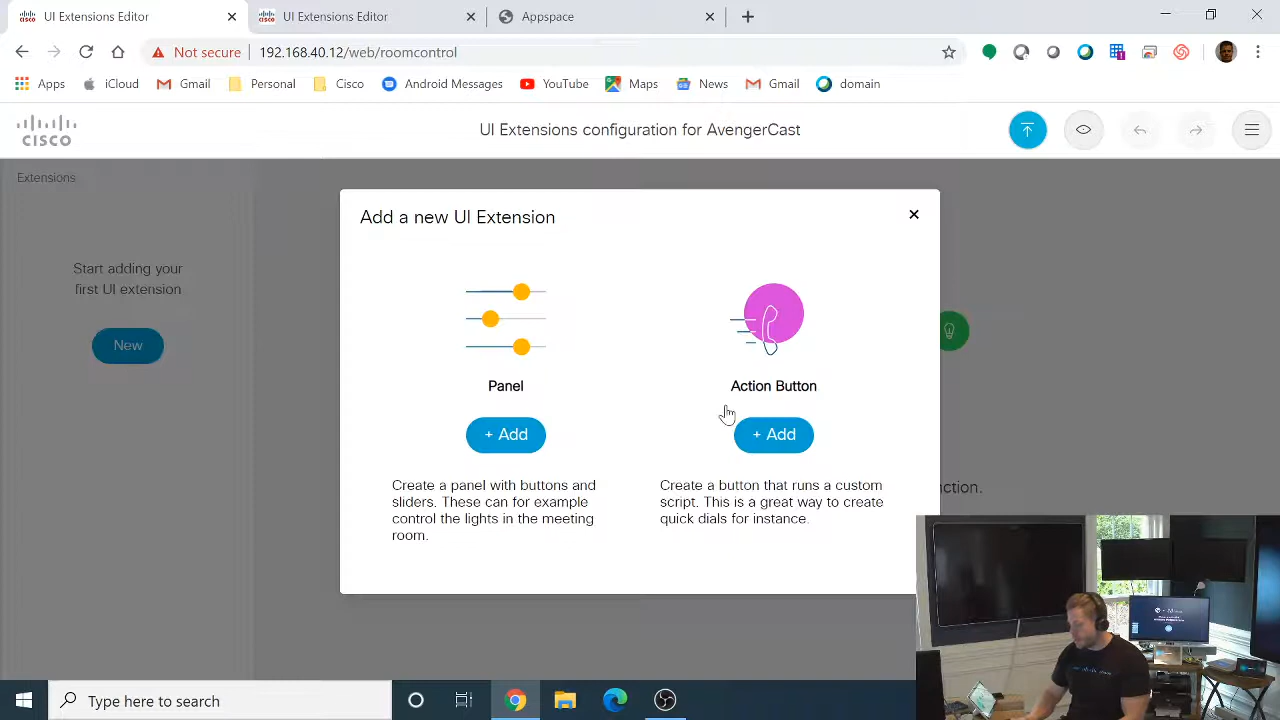 UI Extensions Editor
UI Extensions Editor
Appspace
Not secure
192.168.40.12/web/roomcontrol
1
Apps
iCloud
Gmail
Personal
Cisco
Android Messages
YouTube
Maps
News
Gmail
domain
CISCO
UI Extensions configuration for AvengerCast
Extensions
Start adding your
first UI extension
New
Add a new UI Extension
Panel
+ Add
Create a panel with buttons and
sliders. These can for example
control the lights in the meeting
room.
Action Button
+ Add
Create a button that runs a custom
script. This is a great way to create
quick dials for instance.
nction.
Type here to search